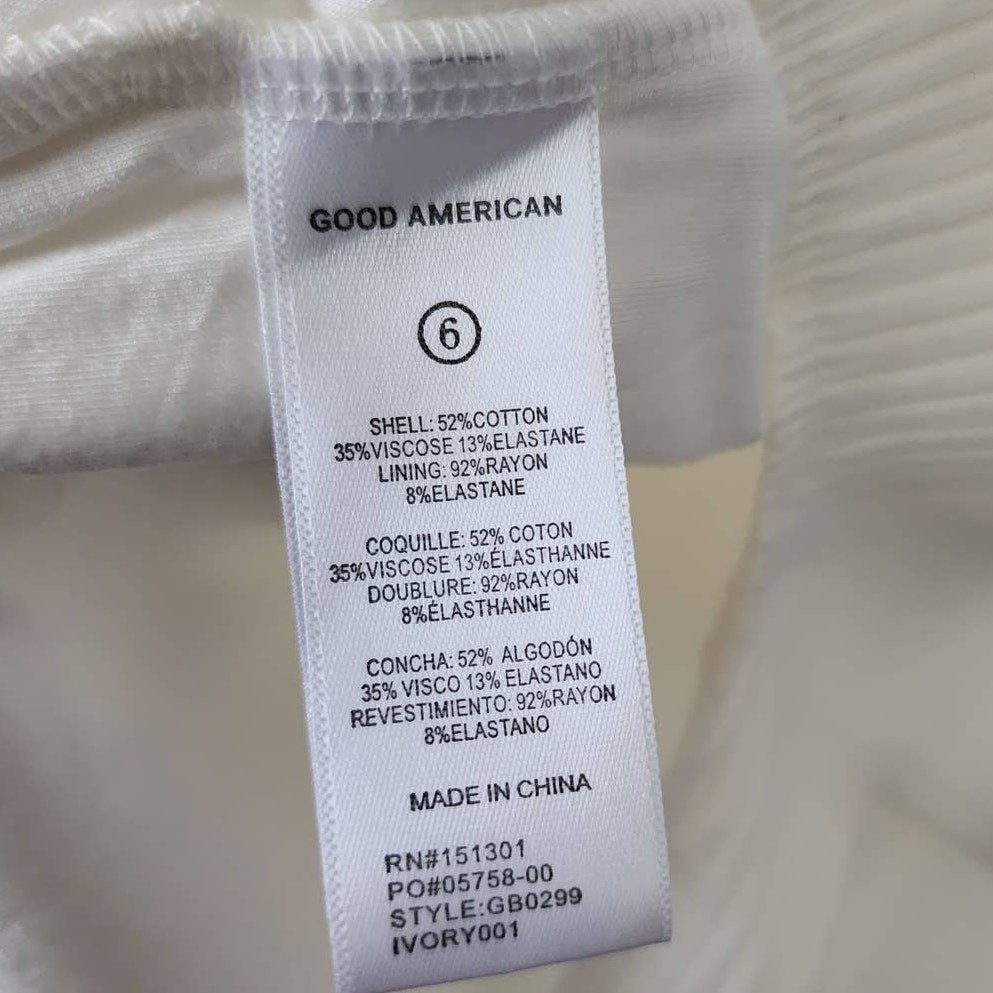 GOOD AMERICAN
6
SHELL: 52%COTTON
35%VISCOSE 13%ELASTANE
LINING: 92%RAYON
8%ELASTANE
COQUILLE: 52% COTON
35%VISCOSE 13%ÉLASTHANNE
DOUBLURE: 92%RAYON
8%ÉLASTHANNE
CONCHA: 52% ALGODÓN
35% VISCO 13% ELASTANO
REVESTIMIENTO: 92%RAYON
8%ELASTANO
MADE IN CHINA
RN#151301
PO#05758-00
STYLE:GB0299
IVORY001